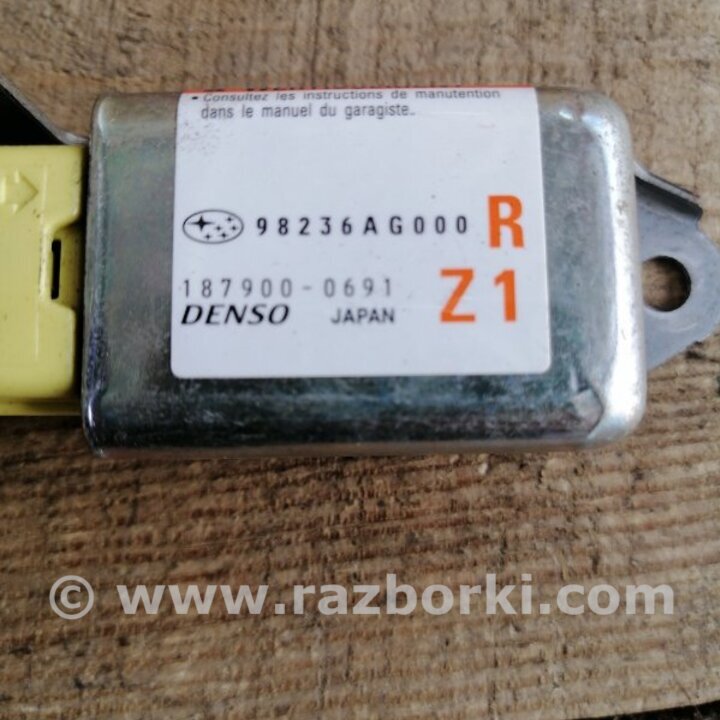 • Consultez les instructions de manutention
dans le manuel du garagiste.
98236AG000 R
187900-0691 Z1
DENSO JAPAN
© www.razborki.com